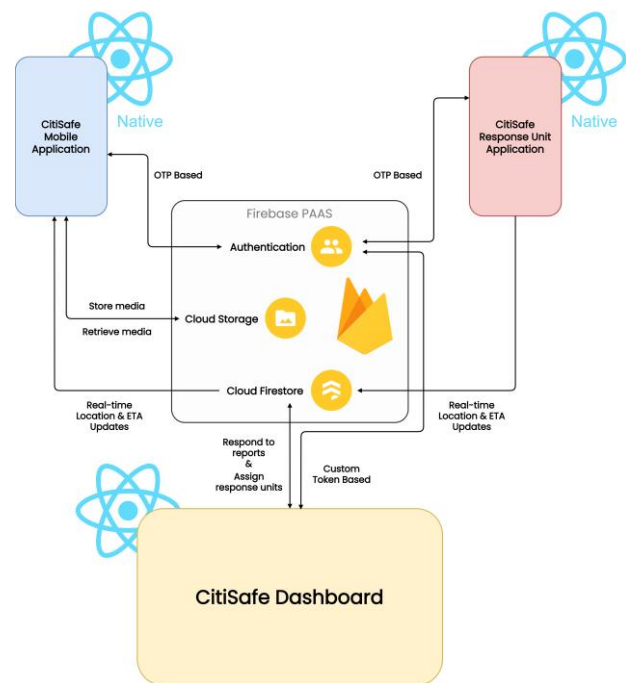 CitiSafe
Mobile
Application
Native
CitiSafe
Response Unit
Application
Native
OTP Based
OTP Based
Firebase PAAS
Authentication
Store media
Retrieve media
Cloud Storage
Cloud Firestore
Real-time
Location & ETA
Updates
Real-time
Location & ETA
Updates
Respond to
reports
&
Assign
response units
Custom
Token Based
CitiSafe Dashboard